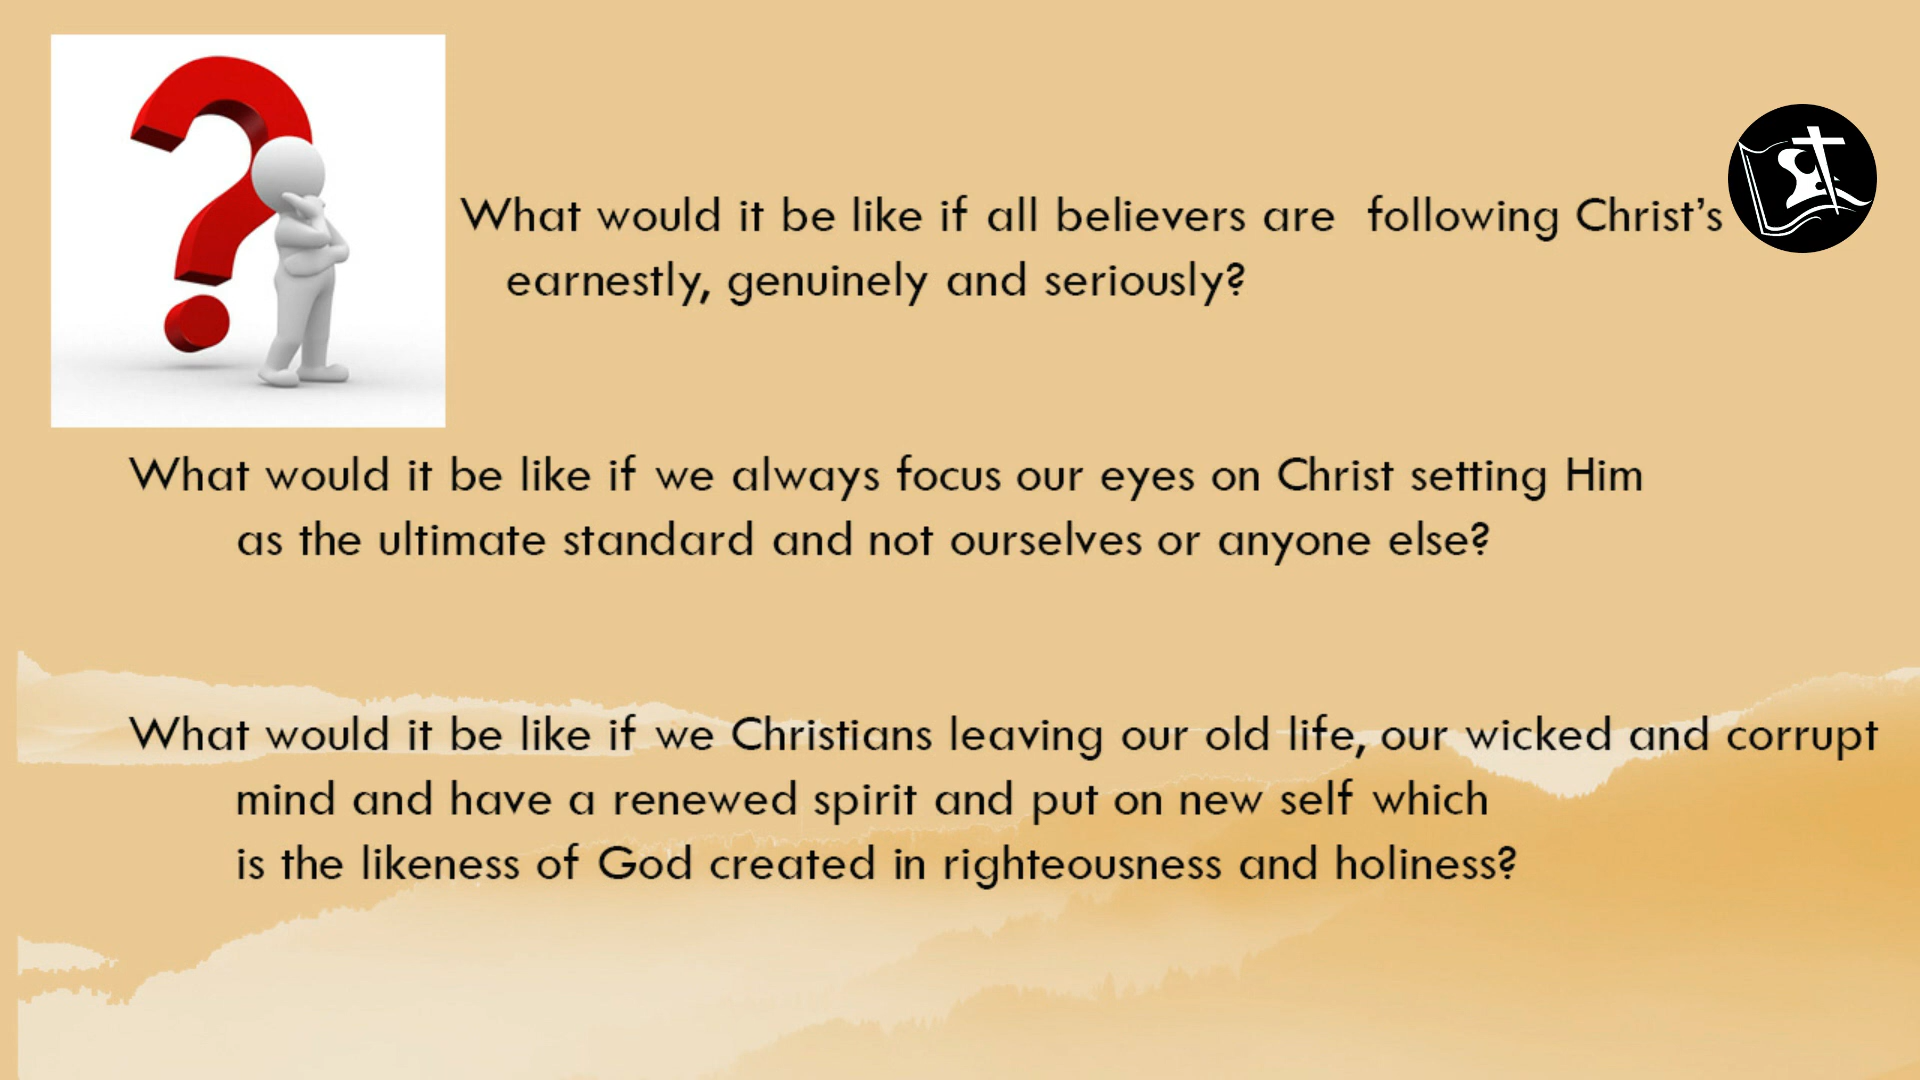 What would it be like if all believers are following Christ’s
earnestly, genuinely and seriously?
What would it be like if we always focus our eyes on Christ setting Him
as the ultimate standard and not ourselves or anyone else?
What would it be like if we Christians leaving our old life, our wicked and corrupt
mind and have a renewed spirit and put on new self which
is the likeness of God created in righteousness and holiness?